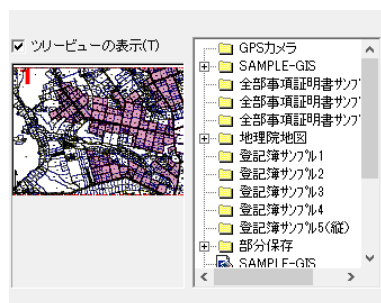 ツリービューの表示(T)
1
GPSカメラ
SAMPLE-GIS
全部事項証明書サンプ
全部事項証明書サンプ
全部事項証明書サンプ
地理院地図
登記簿サンプル1
登記簿サンプル2
登記簿サンプル3
登記簿サンプル4
登記簿サンプル5(縦)
部分保存
SAMPLE-GIS